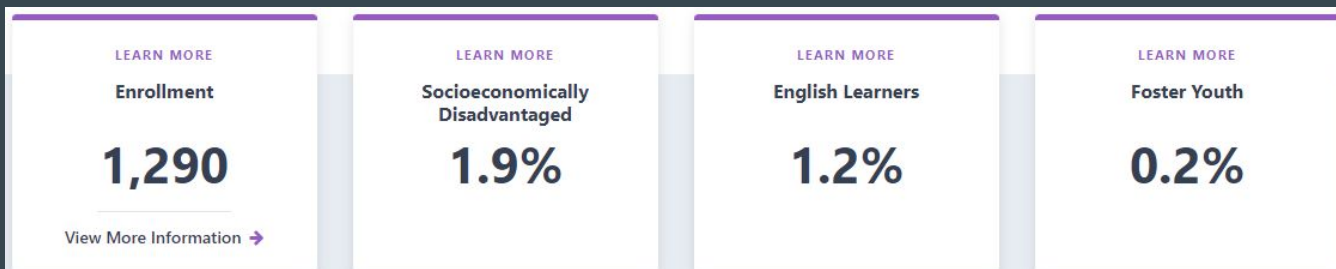 LEARN MORE
Enrollment
1,290
View More Information
LEARN MORE
Socioeconomically
Disadvantaged
1.9%
LEARN MORE
English Learners
1.2%
LEARN MORE
Foster Youth
0.2%